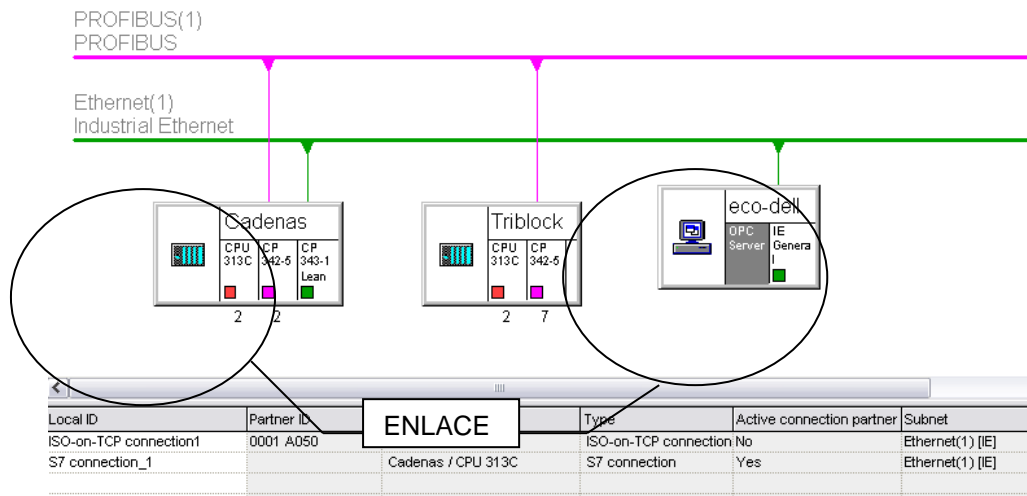 PROFIBUS(1)
PROFIBUS
Ethernet(1)
Industrial Ethernet
Cadenas
CPU 313C
CP 342-5
CP 343-1 Lean
2
2
Triblock
CPU 313C
CP 342-5
2
7
eco-dell
OPC Server
IE General
ENLACE
Local ID
Partner ID
Type
Active connection partner
Subnet
ISO-on-TCP connection1
0001 A050
ISO-on-TCP connection
No
Ethernet(1) [IE]
S7 connection_1
Cadenas / CPU 313C
S7 connection
Yes
Ethernet(1) [IE]